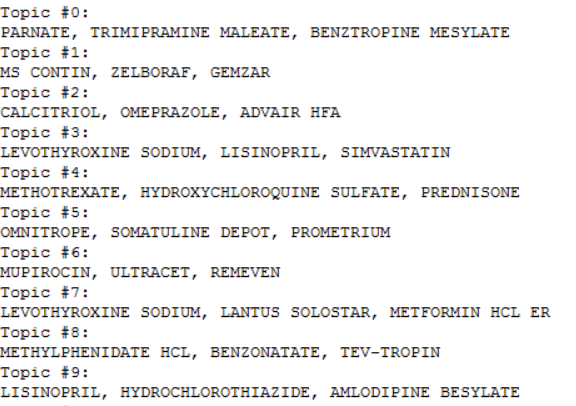 Topic #0:
PARNATE, TRIMIPRAMINE MALEATE, BENZTROPINE MESYLATE
Topic #1:
MS CONTIN, ZELBORAF, GEMZAR
Topic #2:
CALCITRIOL, OMEPRAZOLE, ADVAIR HFA
Topic #3:
LEVOTHYROXINE SODIUM, LISINOPRIL, SIMVASTATIN
Topic #4:
METHOTREXATE, HYDROXYCHLOROQUINE SULFATE, PREDNISONE
Topic #5:
OMNITROPE, SOMATULINE DEPOT, PROMETRIUM
Topic #6:
MUPIROCIN, ULTRACET, REMEVEN
Topic #7:
LEVOTHYROXINE SODIUM, LANTUS SOLOSTAR, METFORMIN HCL ER
Topic #8:
METHYLPHENIDATE HCL, BENZONATATE, TEV-TROPIN
Topic #9:
LISINOPRIL, HYDROCHLOROTHIAZIDE, AMLODIPINE BESYLATE